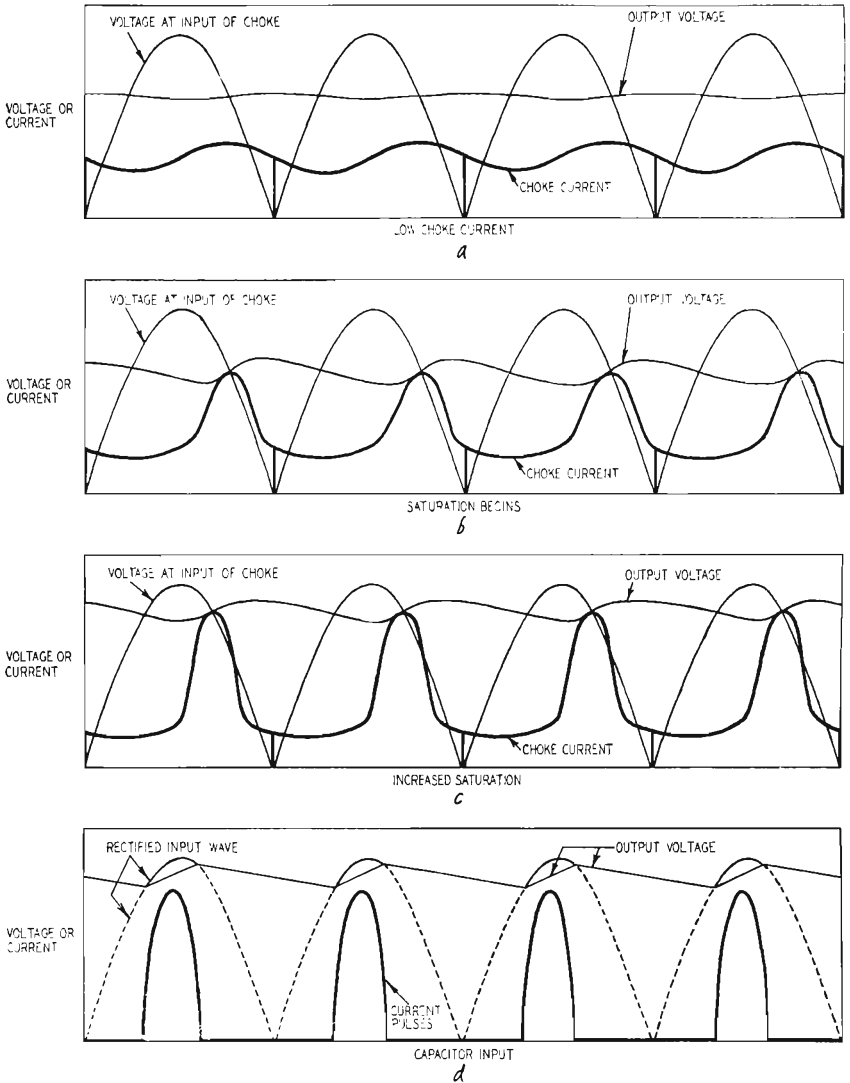 VOLTAGE AT INPUT OF CHOKE
OUTPUT VOLTAGE
VOLTAGE OR
CURRENT
CHOKE CURRENT
LOW CHOKE CURRENT
a
VOLTAGE AT INPUT OF CHOKE
OUTPUT VOLTAGE
VOLTAGE OR
CURRENT
CHOKE CURRENT
SATURATION BEGINS
b
VOLTAGE AT INPUT OF CHOKE
OUTPUT VOLTAGE
VOLTAGE OR
CURRENT
CHOKE CURRENT
INCREASED SATURATION
c
RECTIFIED INPUT WAVE
OUTPUT VOLTAGE
VOLTAGE OR
CURRENT
CURRENT
PULSES
CAPACITOR INPUT
d